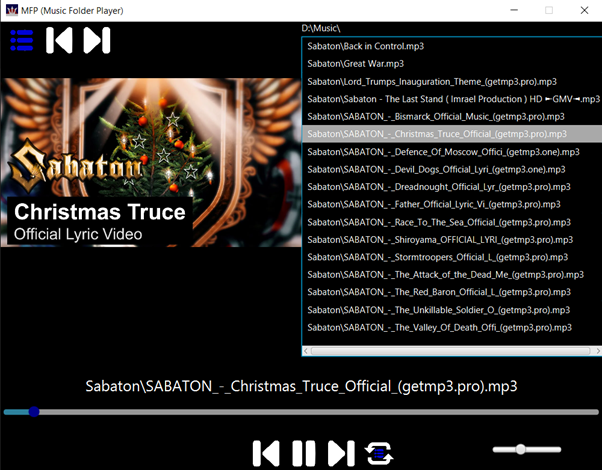 MFP (Music Folder Player)
D:\Music\
Sabaton\Back in Control.mp3
Sabaton\Great War.mp3
Sabaton\Lord_Trumps_Inauguration_Theme_(getmp3.pro).mp3
Sabaton\Sabaton - The Last Stand ( Imrael Production ) HD ►GMV◄.mp3
Sabaton\SABATON_-_Bismarck_Official_Music_(getmp3.pro).mp3
Sabaton\SABATON_-_Christmas_Truce_Official_(getmp3.pro).mp3
Sabaton\SABATON_-_Defence_Of_Moscow_Offici_(getmp3.one).mp3
Sabaton\SABATON_-_Devil_Dogs_Official_Lyri_(getmp3.one).mp3
Sabaton\SABATON_-_Dreadnought_Official_Lyr_(getmp3.pro).mp3
Sabaton\SABATON_-_Father_Official_Lyric_Vi_(getmp3.pro).mp3
Sabaton\SABATON_-_Race_To_The_Sea_Official_(getmp3.pro).mp3
Sabaton\SABATON_-_Shiroyama_OFFICIAL_LYRI_(getmp3.pro).mp3
Sabaton\SABATON_-_Stormtroopers_Official_L_(getmp3.pro).mp3
Sabaton\SABATON_-_The_Attack_of_the_Dead_Me_(getmp3.pro).mp3
Sabaton\SABATON_-_The_Red_Baron_Official_L_(getmp3.pro).mp3
Sabaton\SABATON_-_The_Unkillable_Soldier_O_(getmp3.pro).mp3
Sabaton\SABATON_-_The_Valley_Of_Death_Offi_(getmp3.pro).mp3
Sabaton
Christmas Truce
Official Lyric Video
Sabaton\SABATON_-_Christmas_Truce_Official_(getmp3.pro).mp3